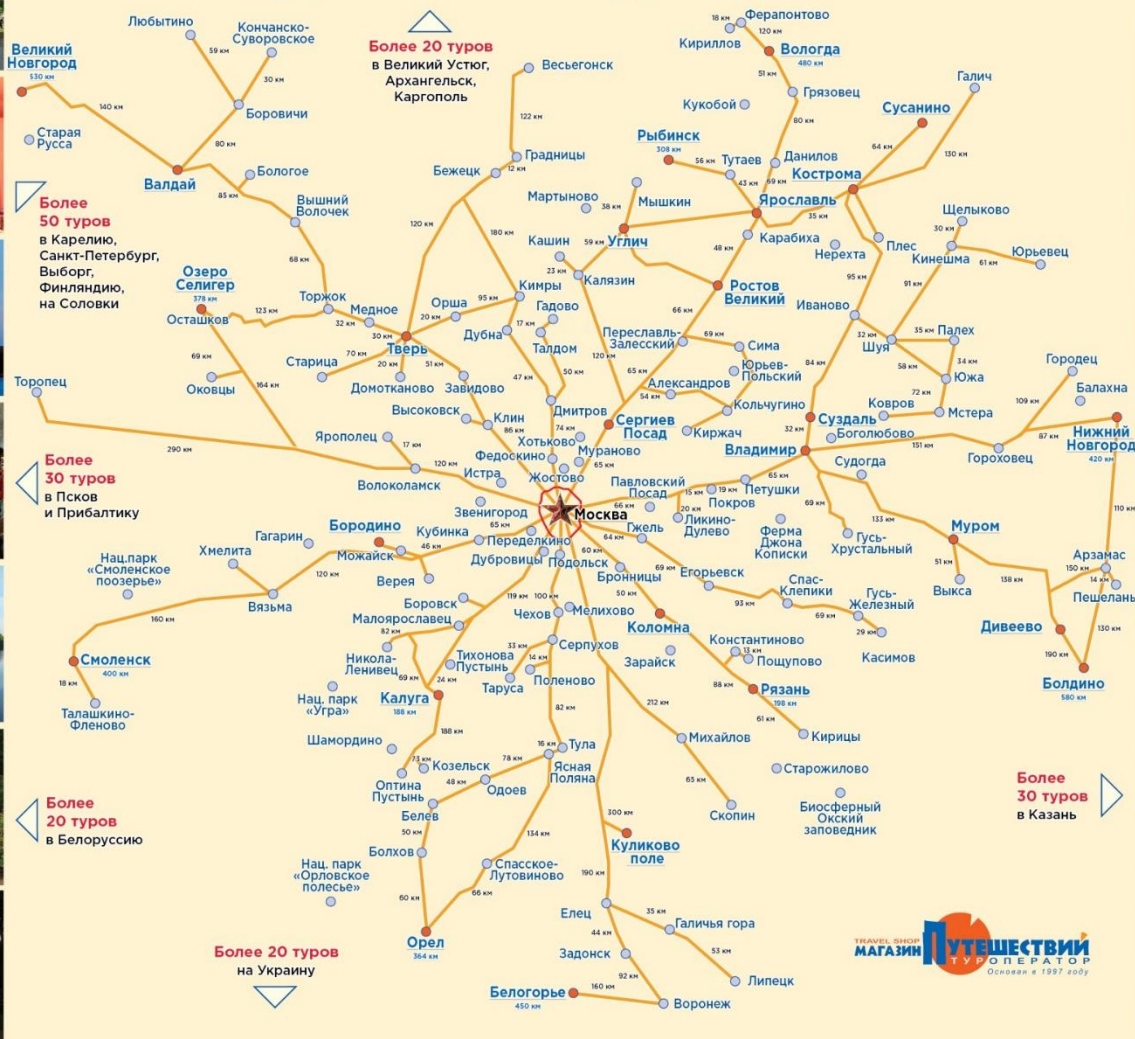 Любытино
Кончанско-
Суворовское
59 км
30 км
Великий
Новгород
530 км
140 км
Боровичи
Старая
Русса
80 км
Валдай
Бологое
85 км
Вышний
Волочек
68 км
Более 20 туров
в Великий Устюг,
Архангельск,
Каргополь
Весьегонск
122 км
Градницы
12 км
Бежецк
120 км
180 км
18 км
Ферапонтово
Кириллов
120 км
Вологда
480 км
51 км
Грязовец
Кукобой
80 км
Данилов
69 км
Рыбинск
308 км
56 км
Тутаев
43 км
Галич
Сусанино
64 км
130 км
Кострома
Ярославль
35 км
Мартыново
38 км
Мышкин
Углич
59 км
Кашин
23 км
Калязин
48 км
Карабиха
Нерехта
Плес
95 км
Щелыково
30 км
Кинешма
61 км
Юрьевец
91 км
Более
50 туров
в Карелию,
Санкт-Петербург,
Выборг,
Финляндию,
на Соловки
Озеро
Селигер
378 км
Осташков
123 км
Торжок
32 км
Медное
30 км
Тверь
Орша
20 км
95 км
Кимры
Гадово
17 км
Талдом
Дубна
50 км
47 км
Ростов
Великий
66 км
Переславль-
Залесский
69 км
Сима
Юрьев-
Польский
120 км
65 км
Александров
54 км
Кольчугино
Киржач
Иваново
32 км
Шуя
35 км
Палех
34 км
58 км
Южа
72 км
Мстера
Ковров
84 км
Суздаль
32 км
Боголюбово
Владимир
Городец
Балахна
109 км
87 км
Нижний
Новгород
420 км
151 км
Гороховец
110 км
69 км
Оковцы
164 км
Старица
70 км
20 км
Домотканово
51 км
Завидово
Высоковск
Клин
86 км
Торопец
290 км
Ярополец
17 км
120 км
Волоколамск
Дмитров
74 км
Хотьково
Федоскино
Мураново
Жостово
65 км
Сергиев
Посад
Истра
Звенигород
Москва
Более
30 туров
в Псков
и Прибалтику
Павловский
Посад
66 км
15 км
20 км
Ликино-
Дулево
19 км
Покров
Петушки
65 км
Судогда
69 км
133 км
Гусь-
Хрустальный
Ферма
Джона
Кописки
Муром
Выкса
138 км
Арзамас
150 км
14 км
Пешелань
Дивеево
130 км
190 км
Болдино
580 км
Бородино
Кубинка
65 км
Переделкино
Дубровицы
Подольск
Можайск
46 км
Верея
Гагарин
Хмелита
120 км
Вязьма
Нац.парк
«Смоленское
поозерье»
160 км
Смоленск
400 км
18 км
Талашкино-
Фленово
Гжель
64 км
60 км
Бронницы
50 км
Егорьевск
69 км
93 км
Спас-
Клепики
Гусь-
Железный
69 км
29 км
Касимов
Коломна
Константиново
13 км
Пощупово
Зарайск
88 км
Рязань
198 км
61 км
Кирицы
Боровск
Малоярославец
119 км
100 км
Чехов
Мелихово
82 км
Никола-
Ленивец
Тихонова
Пустынь
33 км
Серпухов
14 км
Таруса
Поленово
69 км
24 км
Калуга
188 км
Нац. парк
«Угра»
188 км
Шамордино
73 км
Козельск
Оптина
Пустынь
82 км
16 км
Тула
Ясная
Поляна
78 км
Одоев
48 км
Белев
50 км
Болхов
134 км
60 км
Спасское-
Лутовиново
66 км
Орел
364 км
Нац. парк
«Орловское
полесье»
212 км
Михайлов
65 км
Скопин
Старожилово
Биосферный
Окский
заповедник
300 км
Куликово
поле
190 км
Елец
35 км
Галичья гора
44 км
53 км
Липецк
Задонск
92 км
Воронеж
160 км
Белогорье
450 км
Более
20 туров
в Белоруссию
Более
30 туров
в Казань
Более 20 туров
на Украину
TRAVEL SHOP
МАГАЗИН
ПУТЕШЕСТВИЙ
ТУРОПЕРАТОР
Основан в 1997 году